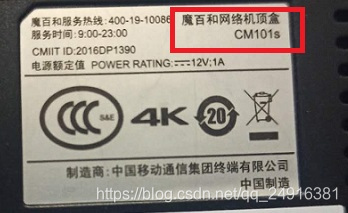 魔百和服务热线:400-19-10086
魔百和网络机顶盒
服务时间:9:00-23:00
CM101s
CMIIT ID:2016DP1390
电源额定值 POWER RATING:⎓12V;1A
CCC S&E 4K 20
制造商:中国移动通信集团终端有限公司
中国制造
https://blog.csdn.net/qq_24916381